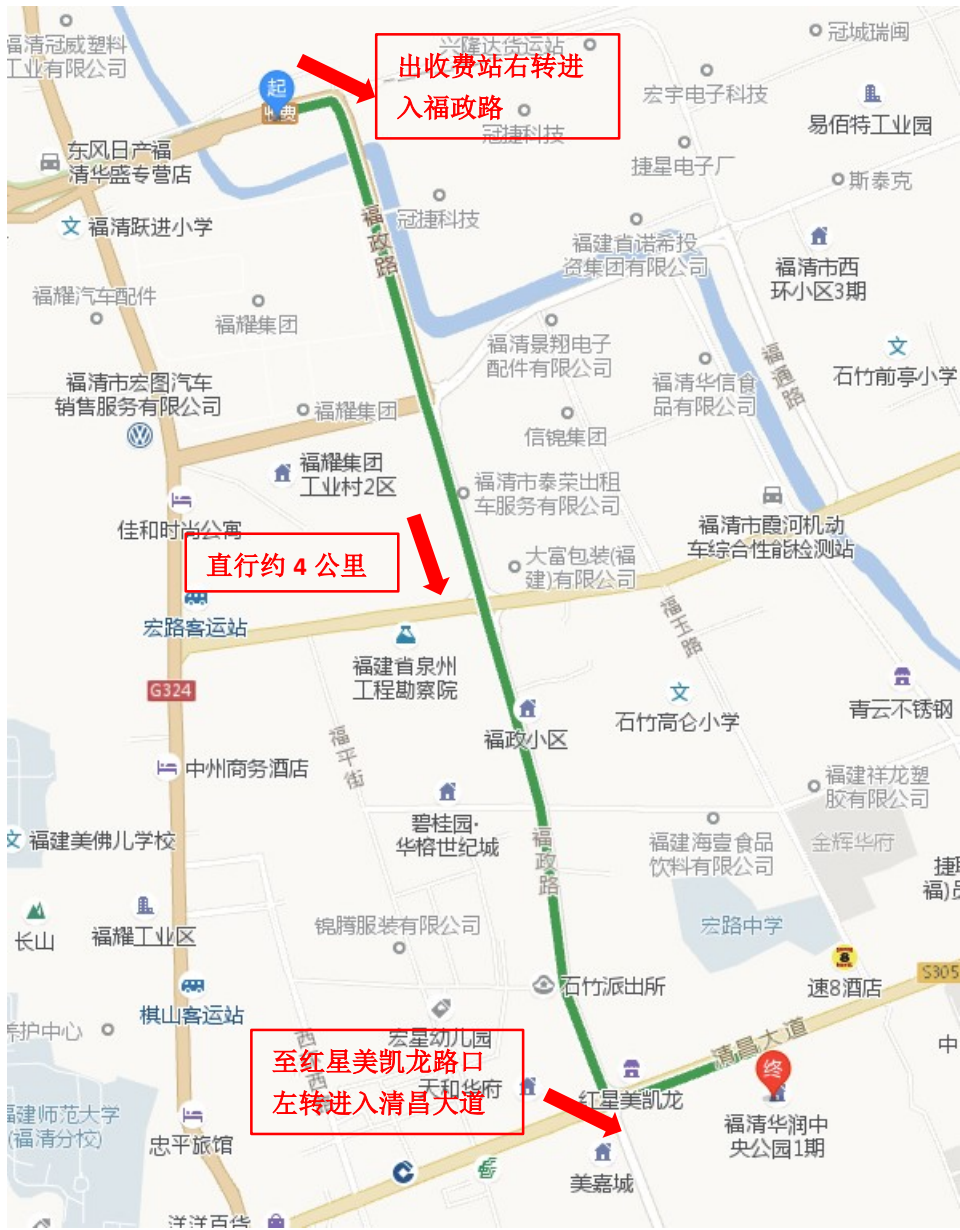 福清冠威塑料
工业有限公司
兴隆达货运站
冠城瑞闽
出收费站右转进
入福政路
起
收费
宏宇电子科技
易佰特工业园
冠捷科技
捷星电子厂
斯泰克
东风日产福
清华盛专营店
文 福清跃进小学
福政路
冠捷科技
福建省诺希投
资集团有限公司
福清市西
环小区3期
福耀汽车配件
福耀集团
福清景翔电子
配件有限公司
福通路
文
石竹前亭小学
福清市宏图汽车
销售服务有限公司
福耀集团
福清华信食
品有限公司
信锦集团
福耀集团
工业村2区
福清市泰荣出租
车服务有限公司
佳和时尚公寓
福清市霞河机动
车综合性能检测站
直行约 4 公里
大富包装(福
建)有限公司
宏路客运站
福玉路
福建省泉州
工程勘察院
G324
文
石竹高仑小学
青云不锈钢
福政小区
福平街
中州商务酒店
福建祥龙塑
胶有限公司
碧桂园·
华榕世纪城
文 福建美佛儿学校
福政路
福建海壹食品
饮料有限公司
金辉华府
长山
福耀工业区
锦腾服装有限公司
宏路中学
8
速8酒店
S305
石竹派出所
棋山客运站
养护中心
宏星幼儿园
清昌大道
中
至红星美凯龙路口
左转进入清昌大道
天和华府
红星美凯龙
终
福清华润中
央公园1期
福建师范大学
(福清分校)
忠平旅馆
美嘉城
洋洋百货